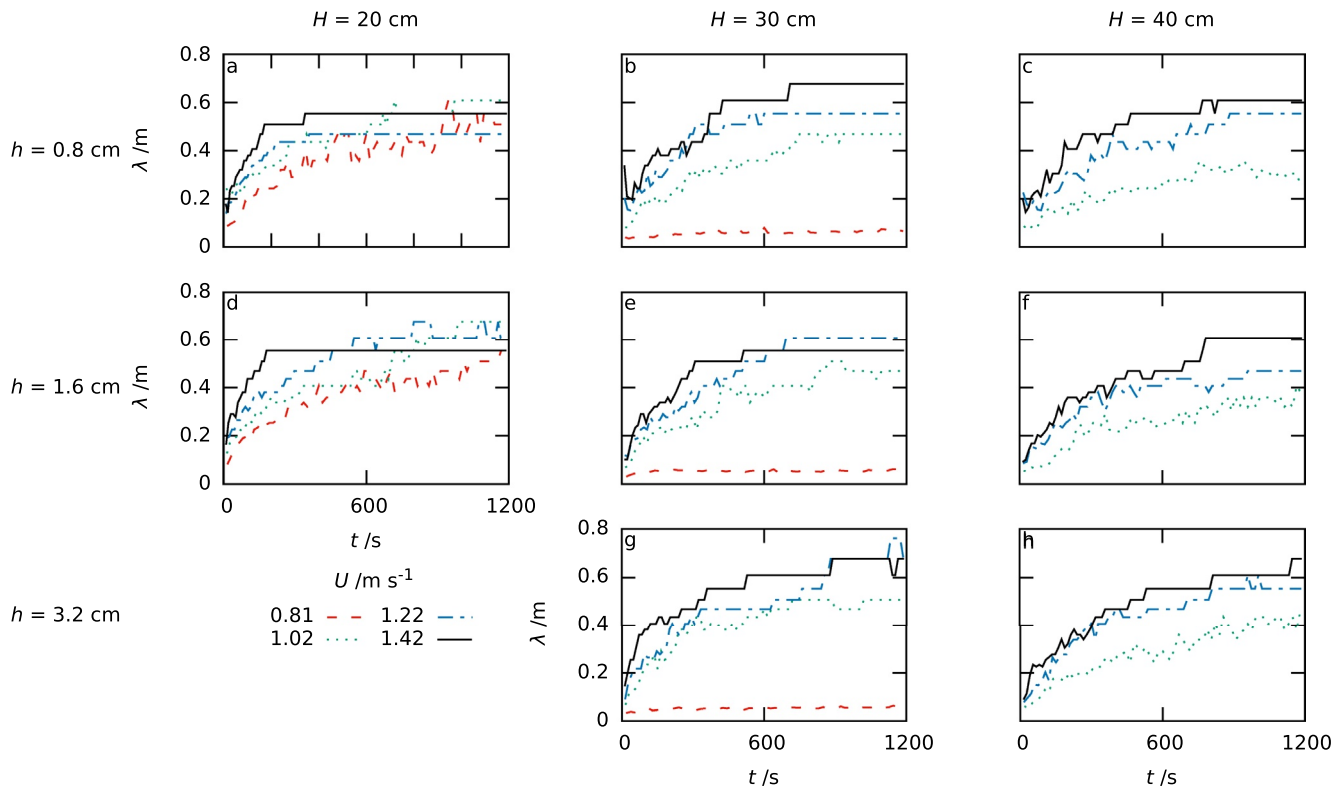 H = 20 cm
H = 30 cm
H = 40 cm
h = 0.8 cm
λ /m
0.8
0.6
0.4
0.2
0
a
b
c
h = 1.6 cm
λ /m
0.8
0.6
0.4
0.2
0
d
e
f
0
600
1200
t /s
h = 3.2 cm
U /m s-1
0.81
1.22
1.02
1.42
λ /m
0.8
0.6
0.4
0.2
0
g
h
0
600
1200
t /s
0
600
1200
t /s